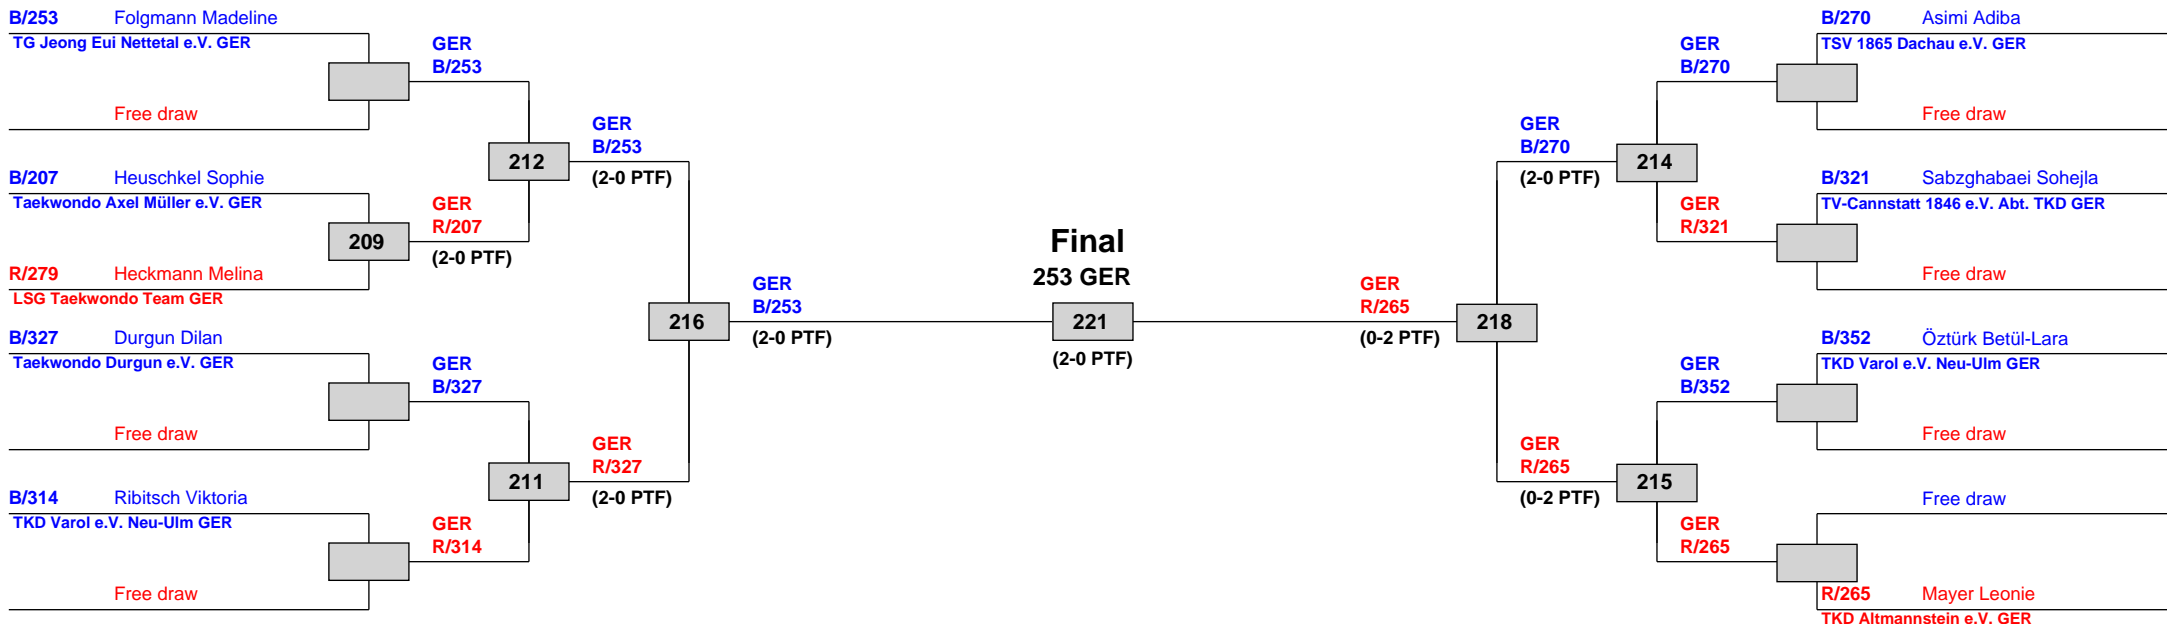 B/253 Folgmann Madeline
TG Jeong Eui Nettetal e.V. GER
GER
B/253
Free draw
212
GER
B/253
(2-0 PTF)
B/207 Heuschkel Sophie
Taekwondo Axel Müller e.V. GER
209
GER
R/207
(2-0 PTF)
R/279 Heckmann Melina
LSG Taekwondo Team GER
216
GER
B/253
(2-0 PTF)
B/327 Durgun Dilan
Taekwondo Durgun e.V. GER
GER
B/327
Free draw
211
GER
R/327
(2-0 PTF)
B/314 Ribitsch Viktoria
TKD Varol e.V. Neu-Ulm GER
GER
R/314
Free draw
Final
253 GER
221
(2-0 PTF)
GER
R/265
(0-2 PTF)
218
GER
B/270
(2-0 PTF)
214
GER
B/270
B/270 Asimi Adiba
TSV 1865 Dachau e.V. GER
Free draw
GER
R/321
B/321 Sabzghabaei Sohejla
TV-Cannstatt 1846 e.V. Abt. TKD GER
Free draw
GER
R/265
(0-2 PTF)
215
GER
B/352
B/352 Öztürk Betül-Lara
TKD Varol e.V. Neu-Ulm GER
Free draw
GER
R/265
Free draw
R/265 Mayer Leonie
TKD Altmannstein e.V. GER